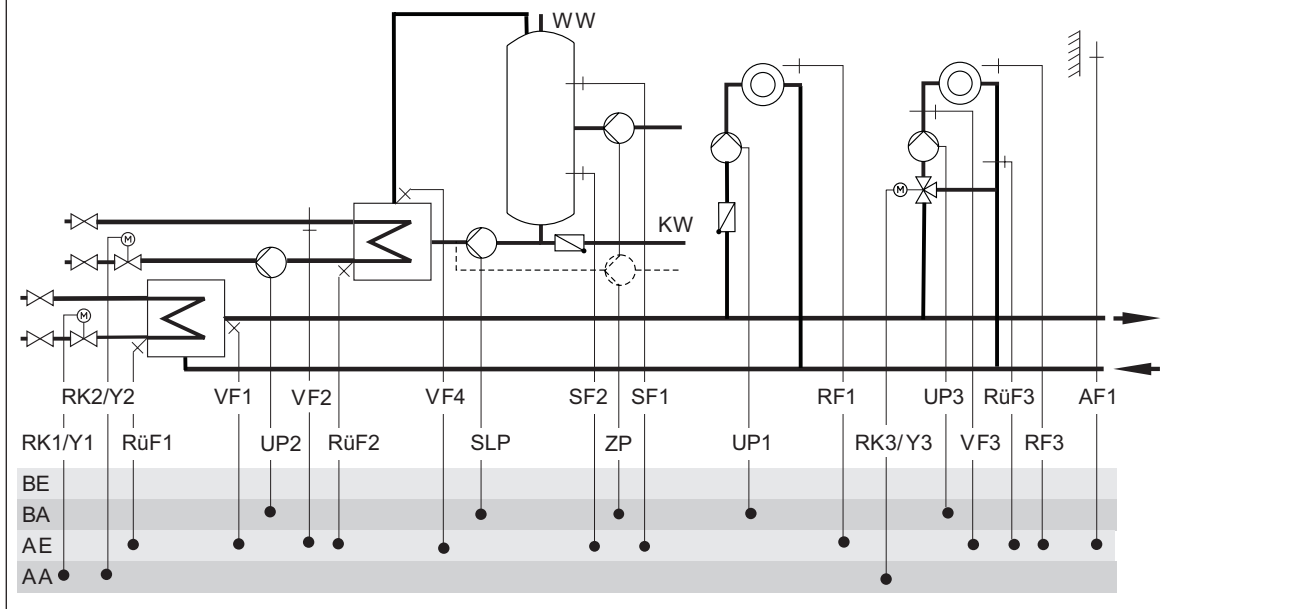 WW
KW
M
M
M
RK2/Y2 VF1 VF2 VF4 SF2 SF1 RF1 UP3 RüF3 AF1
RK1/Y1 RüF1 UP2 RüF2 SLP ZP UP1 RK3/Y3 VF3 RF3
BE
BA
AE
AA